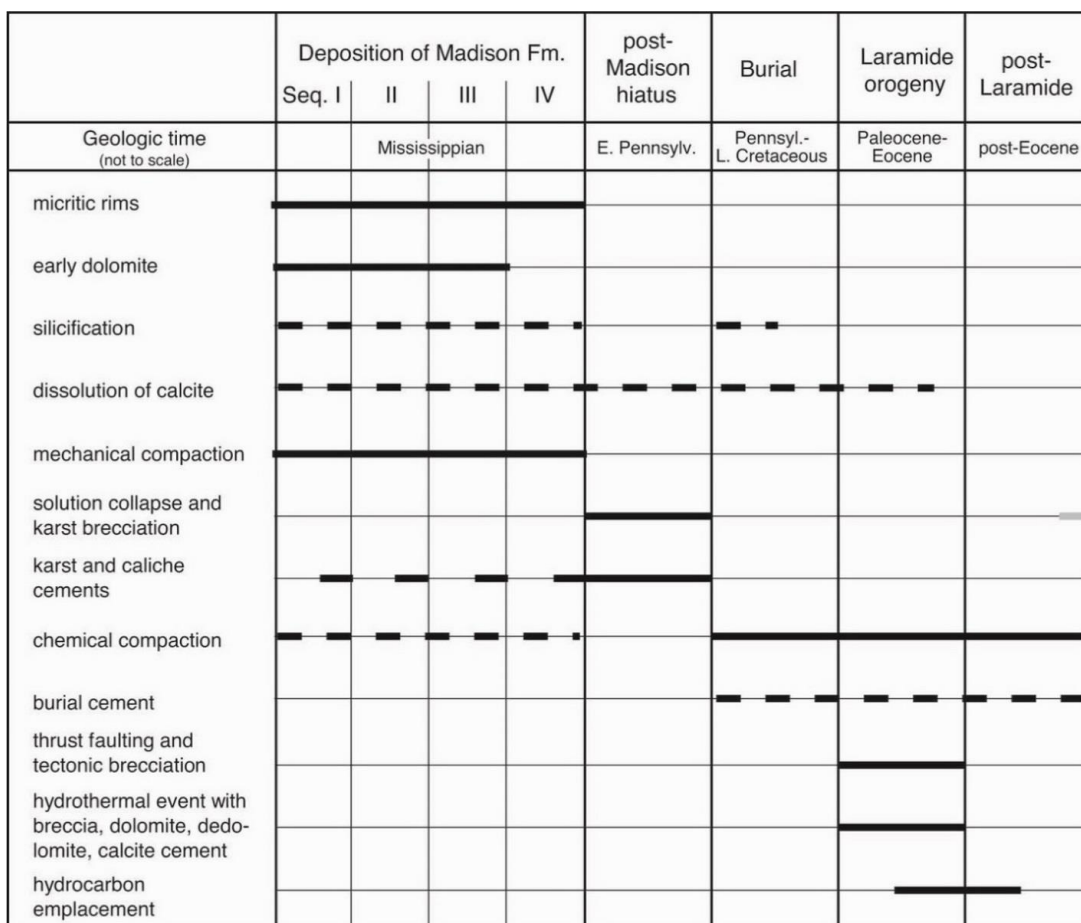 Deposition of Madison Fm.
Seq. I
II
III
IV
post-
Madison
hiatus
Burial
Laramide
orogeny
post-
Laramide
Geologic time
(not to scale)
Mississippian
E. Pennsylv.
Pennsyl.-
L. Cretaceous
Paleocene-
Eocene
post-Eocene
micritic rims
early dolomite
silicification
dissolution of calcite
mechanical compaction
solution collapse and
karst brecciation
karst and caliche
cements
chemical compaction
burial cement
thrust faulting and
tectonic brecciation
hydrothermal event with
breccia, dolomite, dedo-
lomite, calcite cement
hydrocarbon
emplacement